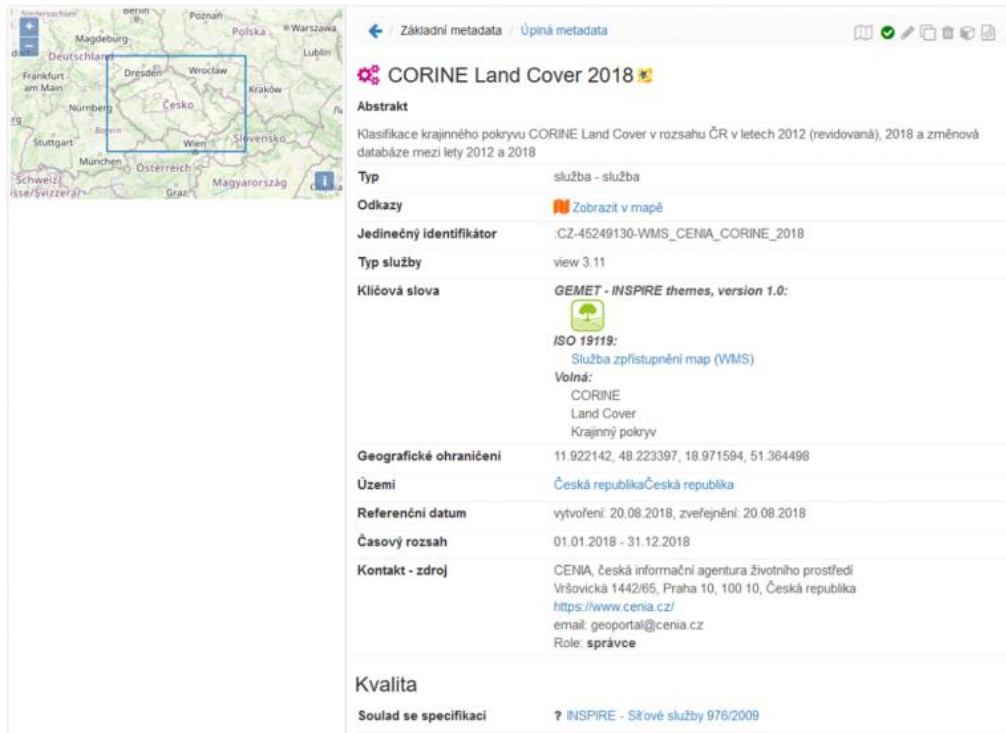 Berlin
Poznań
Warszawa
Polska
Magdeburg
Lublin
Deutschland
Dresden
Wrocław
Frankfurt
am Main
Kraków
Česko
Nürnberg
Bayern
Stuttgart
Wien
Slovensko
München
Österreich
Schweiz/
Magyarország
isse/Svizzera/
Graz
+
−
i
Základní metadata / Úplná metadata
CORINE Land Cover 2018
Abstrakt
Klasifikace krajinného pokryvu CORINE Land Cover v rozsahu ČR v letech 2012 (revidovaná), 2018 a změnová
databáze mezi lety 2012 a 2018
Typ služba - služba
Odkazy Zobrazit v mapě
Jedinečný identifikátor :CZ-45249130-WMS_CENIA_CORINE_2018
Typ služby view 3.11
Klíčová slova GEMET - INSPIRE themes, version 1.0:
ISO 19119:
Služba zpřístupnění map (WMS)
Volná:
CORINE
Land Cover
Krajinný pokryv
Geografické ohraničení 11.922142, 48.223397, 18.971594, 51.364498
Území Česká republikaČeská republika
Referenční datum vytvoření: 20.08.2018, zveřejnění: 20.08.2018
Časový rozsah 01.01.2018 - 31.12.2018
Kontakt - zdroj CENIA, česká informační agentura životního prostředí
Vršovická 1442/65, Praha 10, 100 10, Česká republika
https://www.cenia.cz/
email: geoportal@cenia.cz
Role: správce
Kvalita
Soulad se specifikací ? INSPIRE - Síťové služby 976/2009